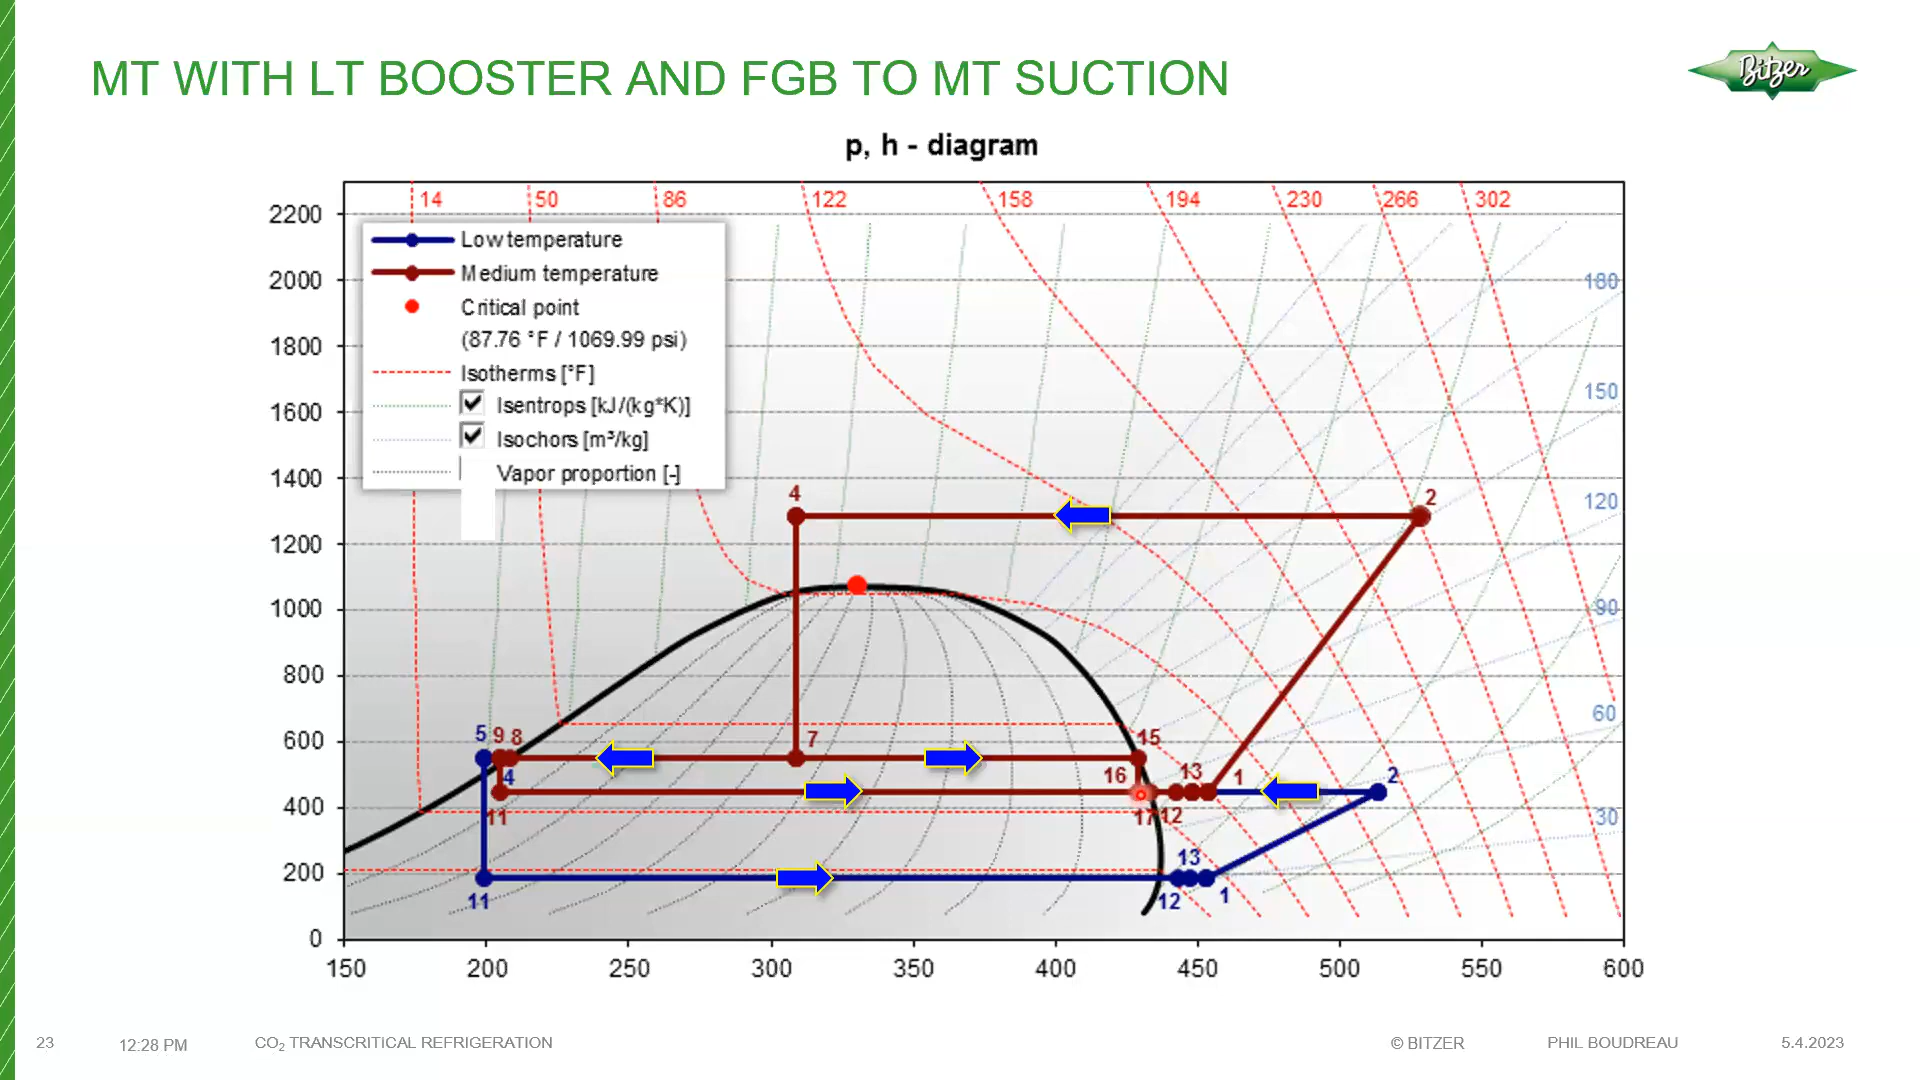 MT WITH LT BOOSTER AND FGB TO MT SUCTION
Bitzer
p, h - diagram
14 50 86 122 158 194 230 266 302
2200
2000
1800
1600
1400
1200
1000
800
600
400
200
0
Low temperature
Medium temperature
Critical point
(87.76 °F / 1069.99 psi)
Isotherms [°F]
Isentrops [kJ/(kg*K)]
Isochors [m³/kg]
Vapor proportion [-]
180
150
120
90
60
30
4
2
5 9 8
7
15
4
16
13
1
2
11
17 12
13
11
12
1
150 200 250 300 350 400 450 500 550 600
23 12:28 PM CO₂ TRANSCRITICAL REFRIGERATION © BITZER PHIL BOUDREAU 5.4.2023